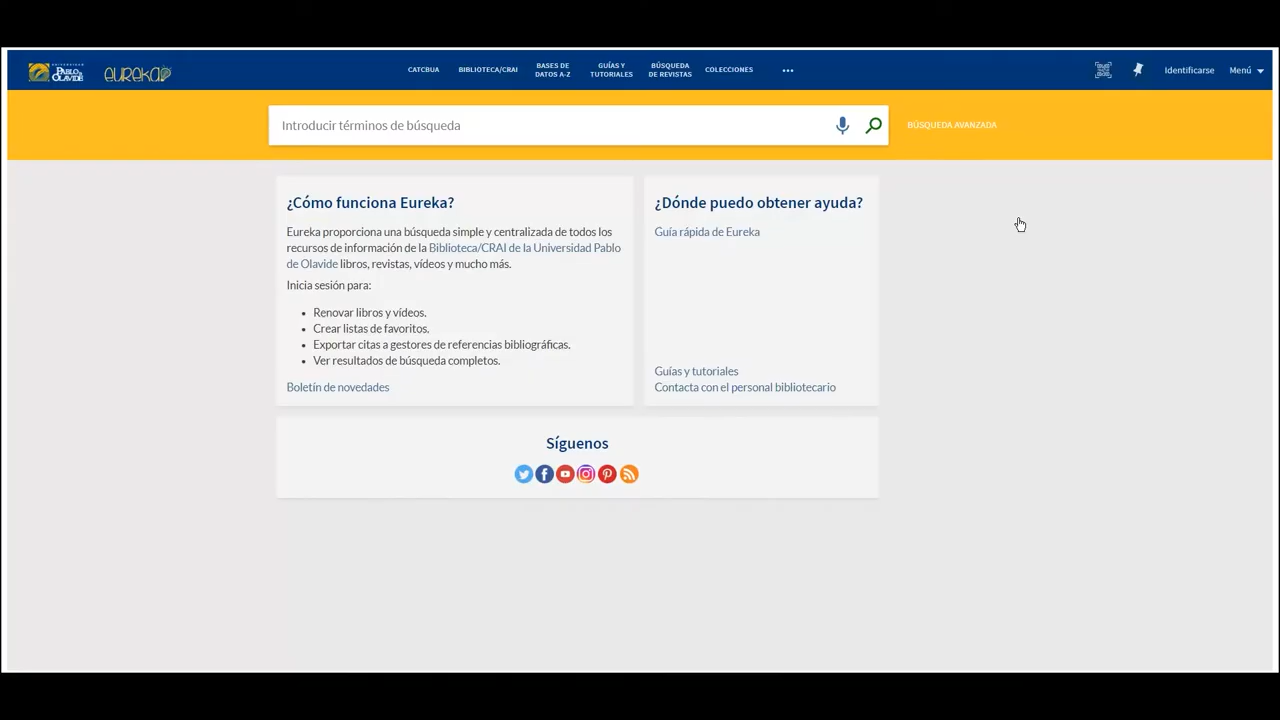 UNIVERSIDAD
PABLO DE OLAVIDE
eureka
CATCBUA
BIBLIOTECA/CRAI
BASES DE
DATOS A-Z
GUÍAS Y
TUTORIALES
BÚSQUEDA
DE REVISTAS
COLECCIONES
Identificarse
Menú
Introducir términos de búsqueda
BÚSQUEDA AVANZADA
¿Cómo funciona Eureka?
Eureka proporciona una búsqueda simple y centralizada de todos los
recursos de información de la Biblioteca/CRAI de la Universidad Pablo
de Olavide libros, revistas, vídeos y mucho más.
Inicia sesión para:
Renovar libros y vídeos.
Crear listas de favoritos.
Exportar citas a gestores de referencias bibliográficas.
Ver resultados de búsqueda completos.
Boletín de novedades
¿Dónde puedo obtener ayuda?
Guía rápida de Eureka
Guías y tutoriales
Contacta con el personal bibliotecario
Síguenos